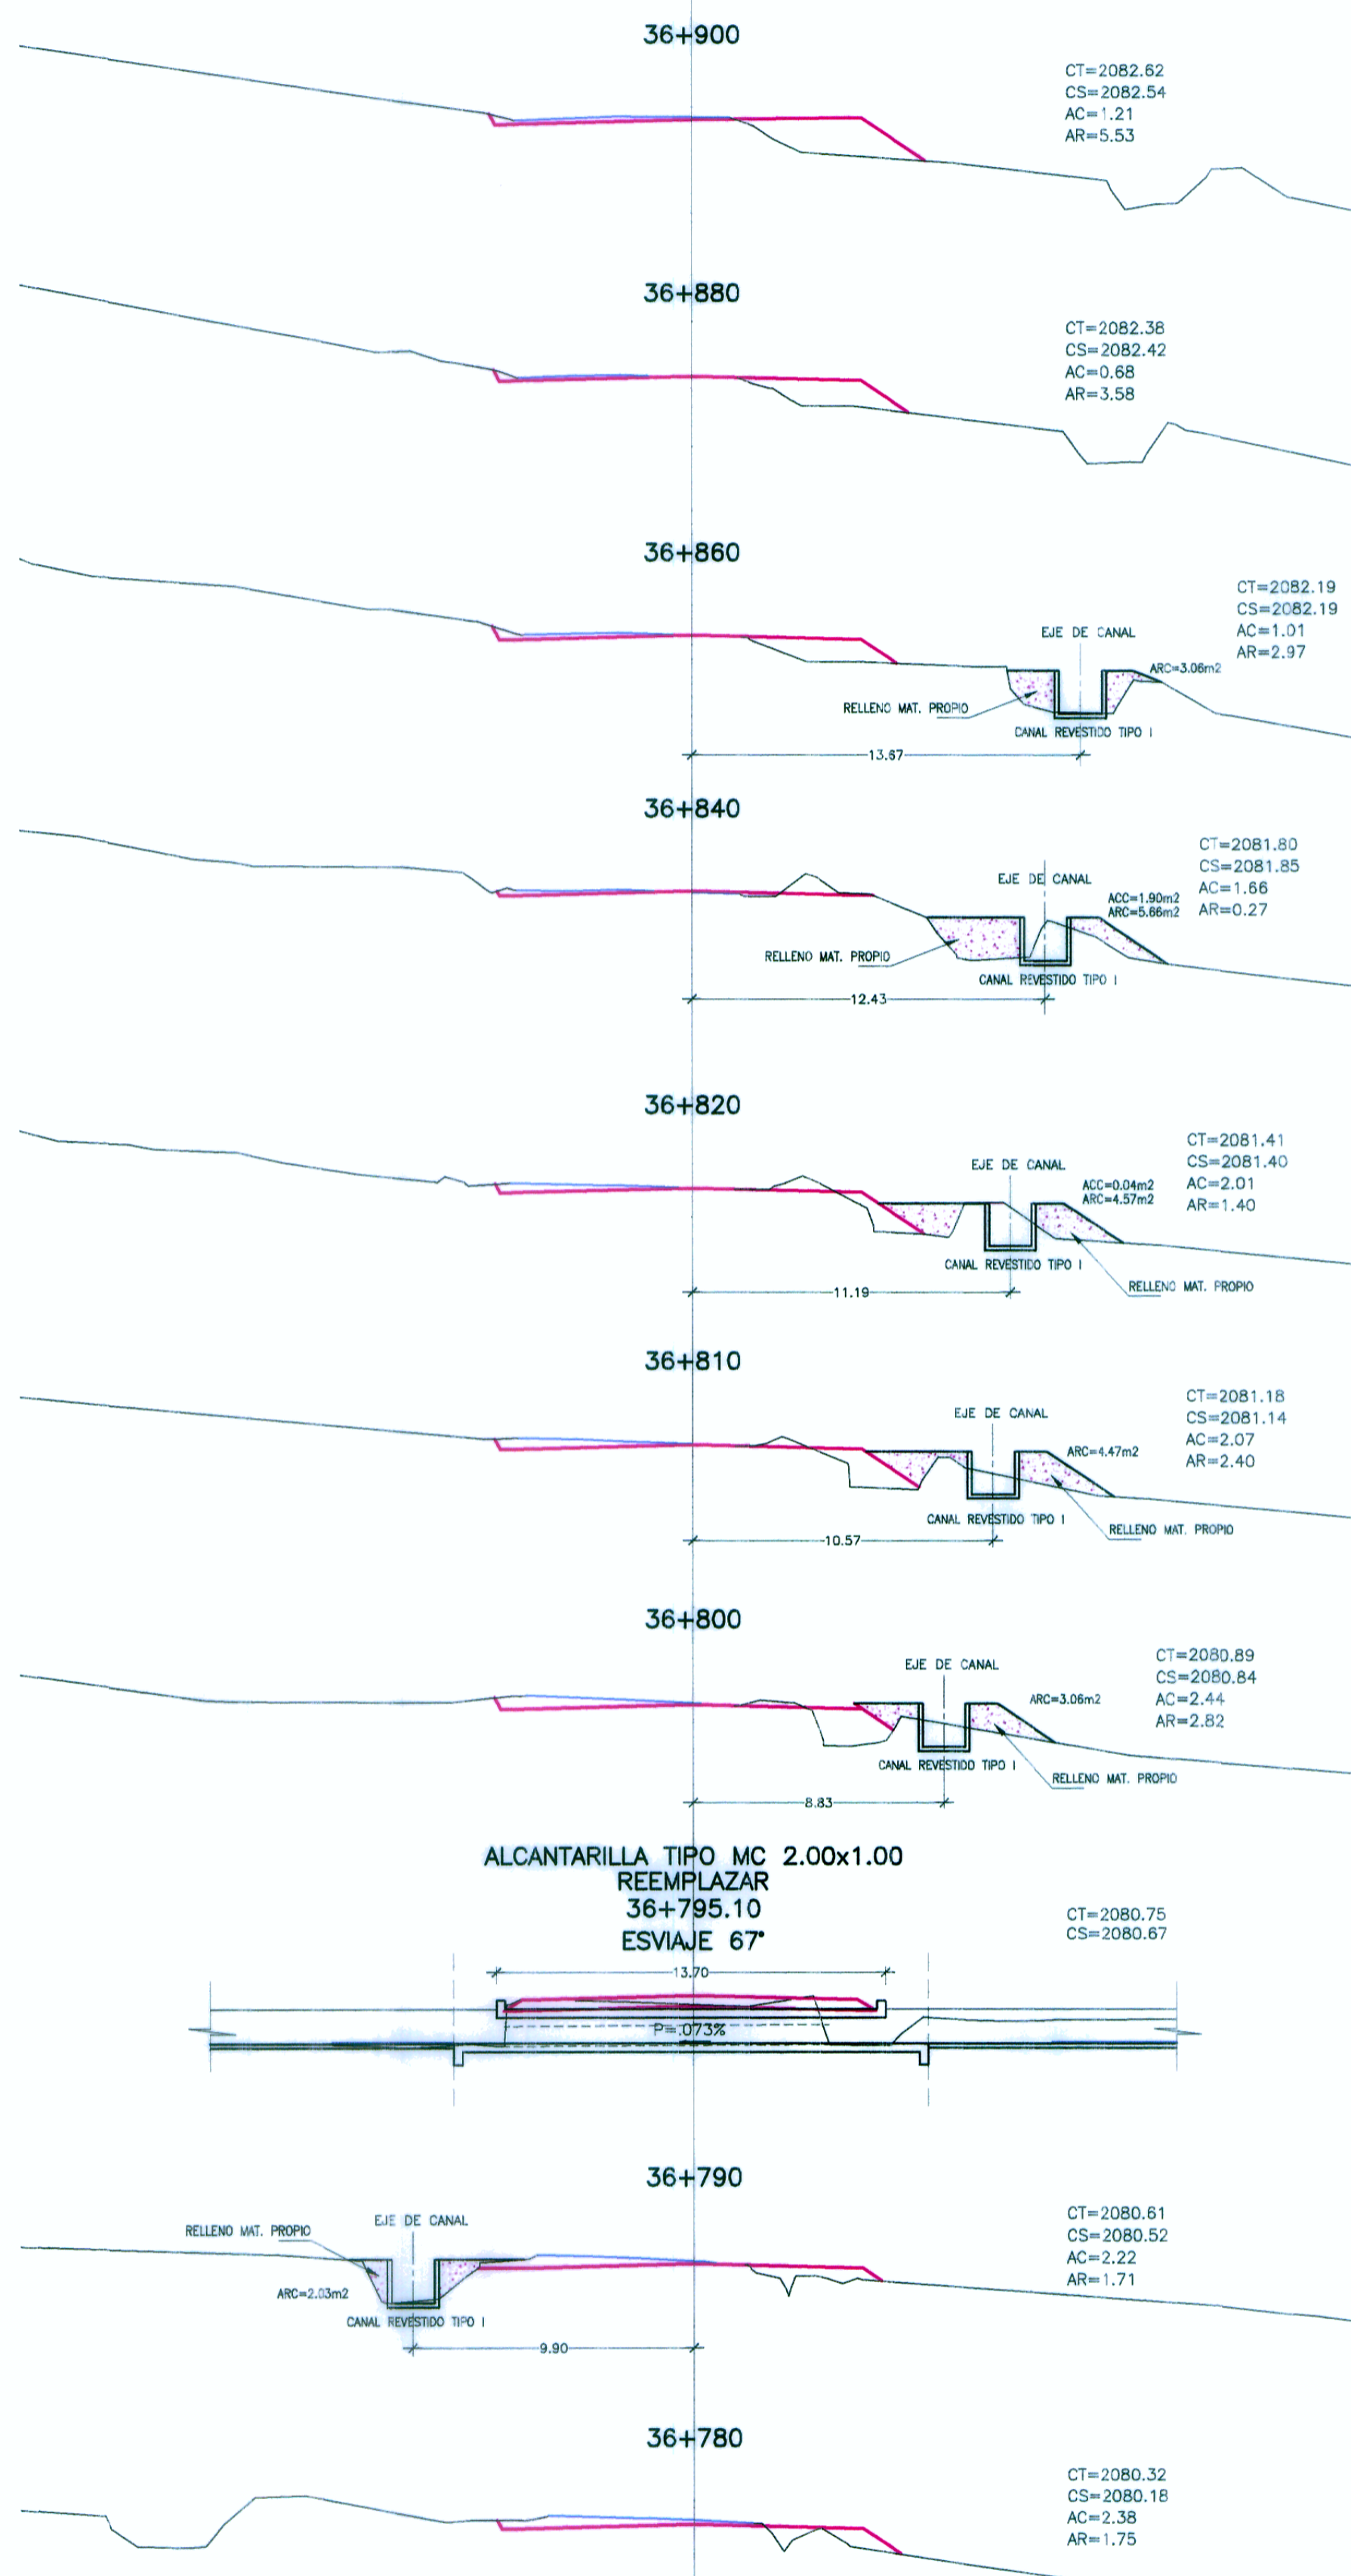 36+900
CT=2082.62
CS=2082.54
AC=1.21
AR=5.53
36+880
CT=2082.38
CS=2082.42
AC=0.68
AR=3.58
36+860
CT=2082.19
CS=2082.19
AC=1.01
AR=2.97
EJE DE CANAL
ARC=3.06m2
RELLENO MAT. PROPIO
CANAL REVESTIDO TIPO I
13.67
36+840
CT=2081.80
CS=2081.85
AC=1.66
AR=0.27
EJE DE CANAL
ACC=1.90m2
ARC=5.66m2
RELLENO MAT. PROPIO
CANAL REVESTIDO TIPO I
12.43
36+820
CT=2081.41
CS=2081.40
AC=2.01
AR=1.40
EJE DE CANAL
ACC=0.04m2
ARC=4.57m2
CANAL REVESTIDO TIPO I
RELLENO MAT. PROPIO
11.19
36+810
CT=2081.18
CS=2081.14
AC=2.07
AR=2.40
EJE DE CANAL
ARC=4.47m2
CANAL REVESTIDO TIPO I
RELLENO MAT. PROPIO
10.57
36+800
CT=2080.89
CS=2080.84
AC=2.44
AR=2.82
EJE DE CANAL
ARC=3.06m2
CANAL REVESTIDO TIPO I
RELLENO MAT. PROPIO
8.83
ALCANTARILLA TIPO MC 2.00x1.00
REEMPLAZAR
36+795.10
ESVIAJE 67°
CT=2080.75
CS=2080.67
13.70
P=.073%
36+790
CT=2080.61
CS=2080.52
AC=2.22
AR=1.71
EJE DE CANAL
RELLENO MAT. PROPIO
ARC=2.03m2
CANAL REVESTIDO TIPO I
9.90
36+780
CT=2080.32
CS=2080.18
AC=2.38
AR=1.75